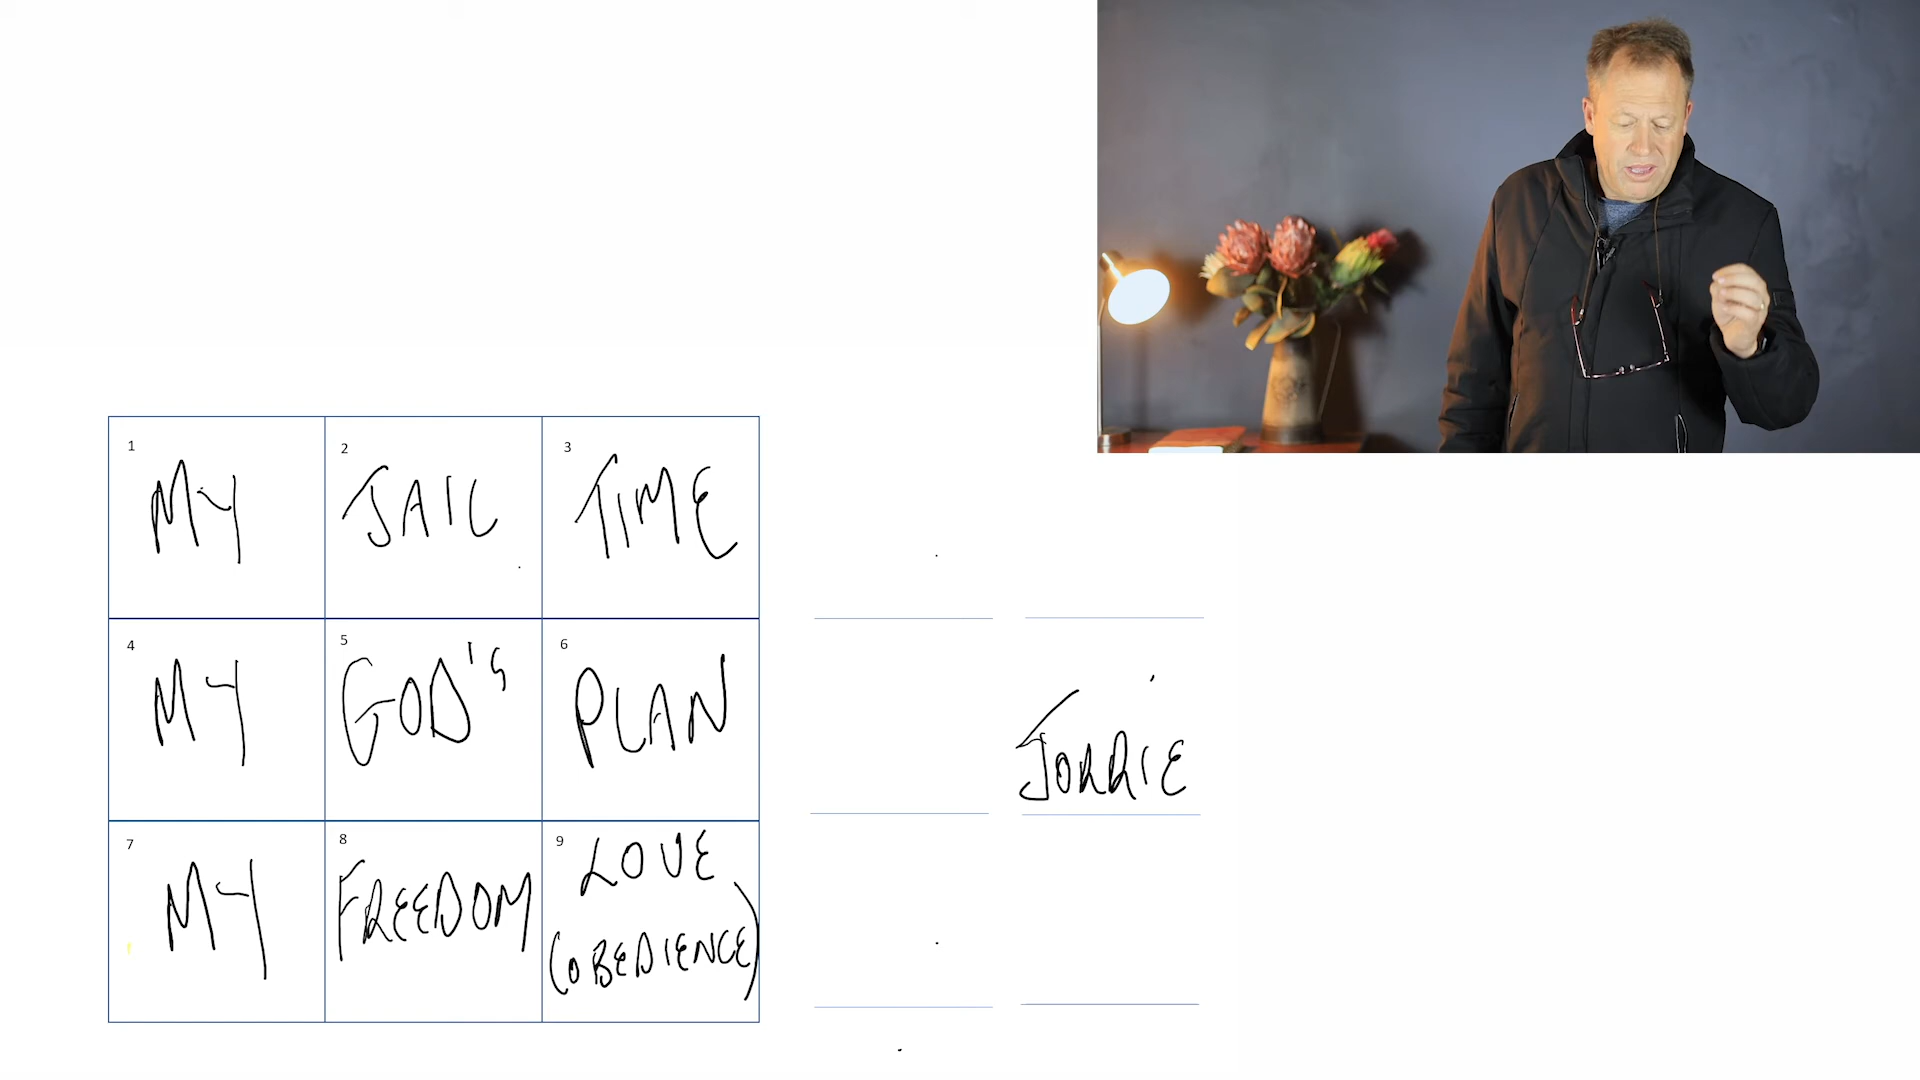 1
MY
2
JAIL
3
TIME
4
MY
5
GOD'S
6
PLAN
JORRIE
7
MY
8
FREEDOM
9
LOVE
(OBEDIENCE)